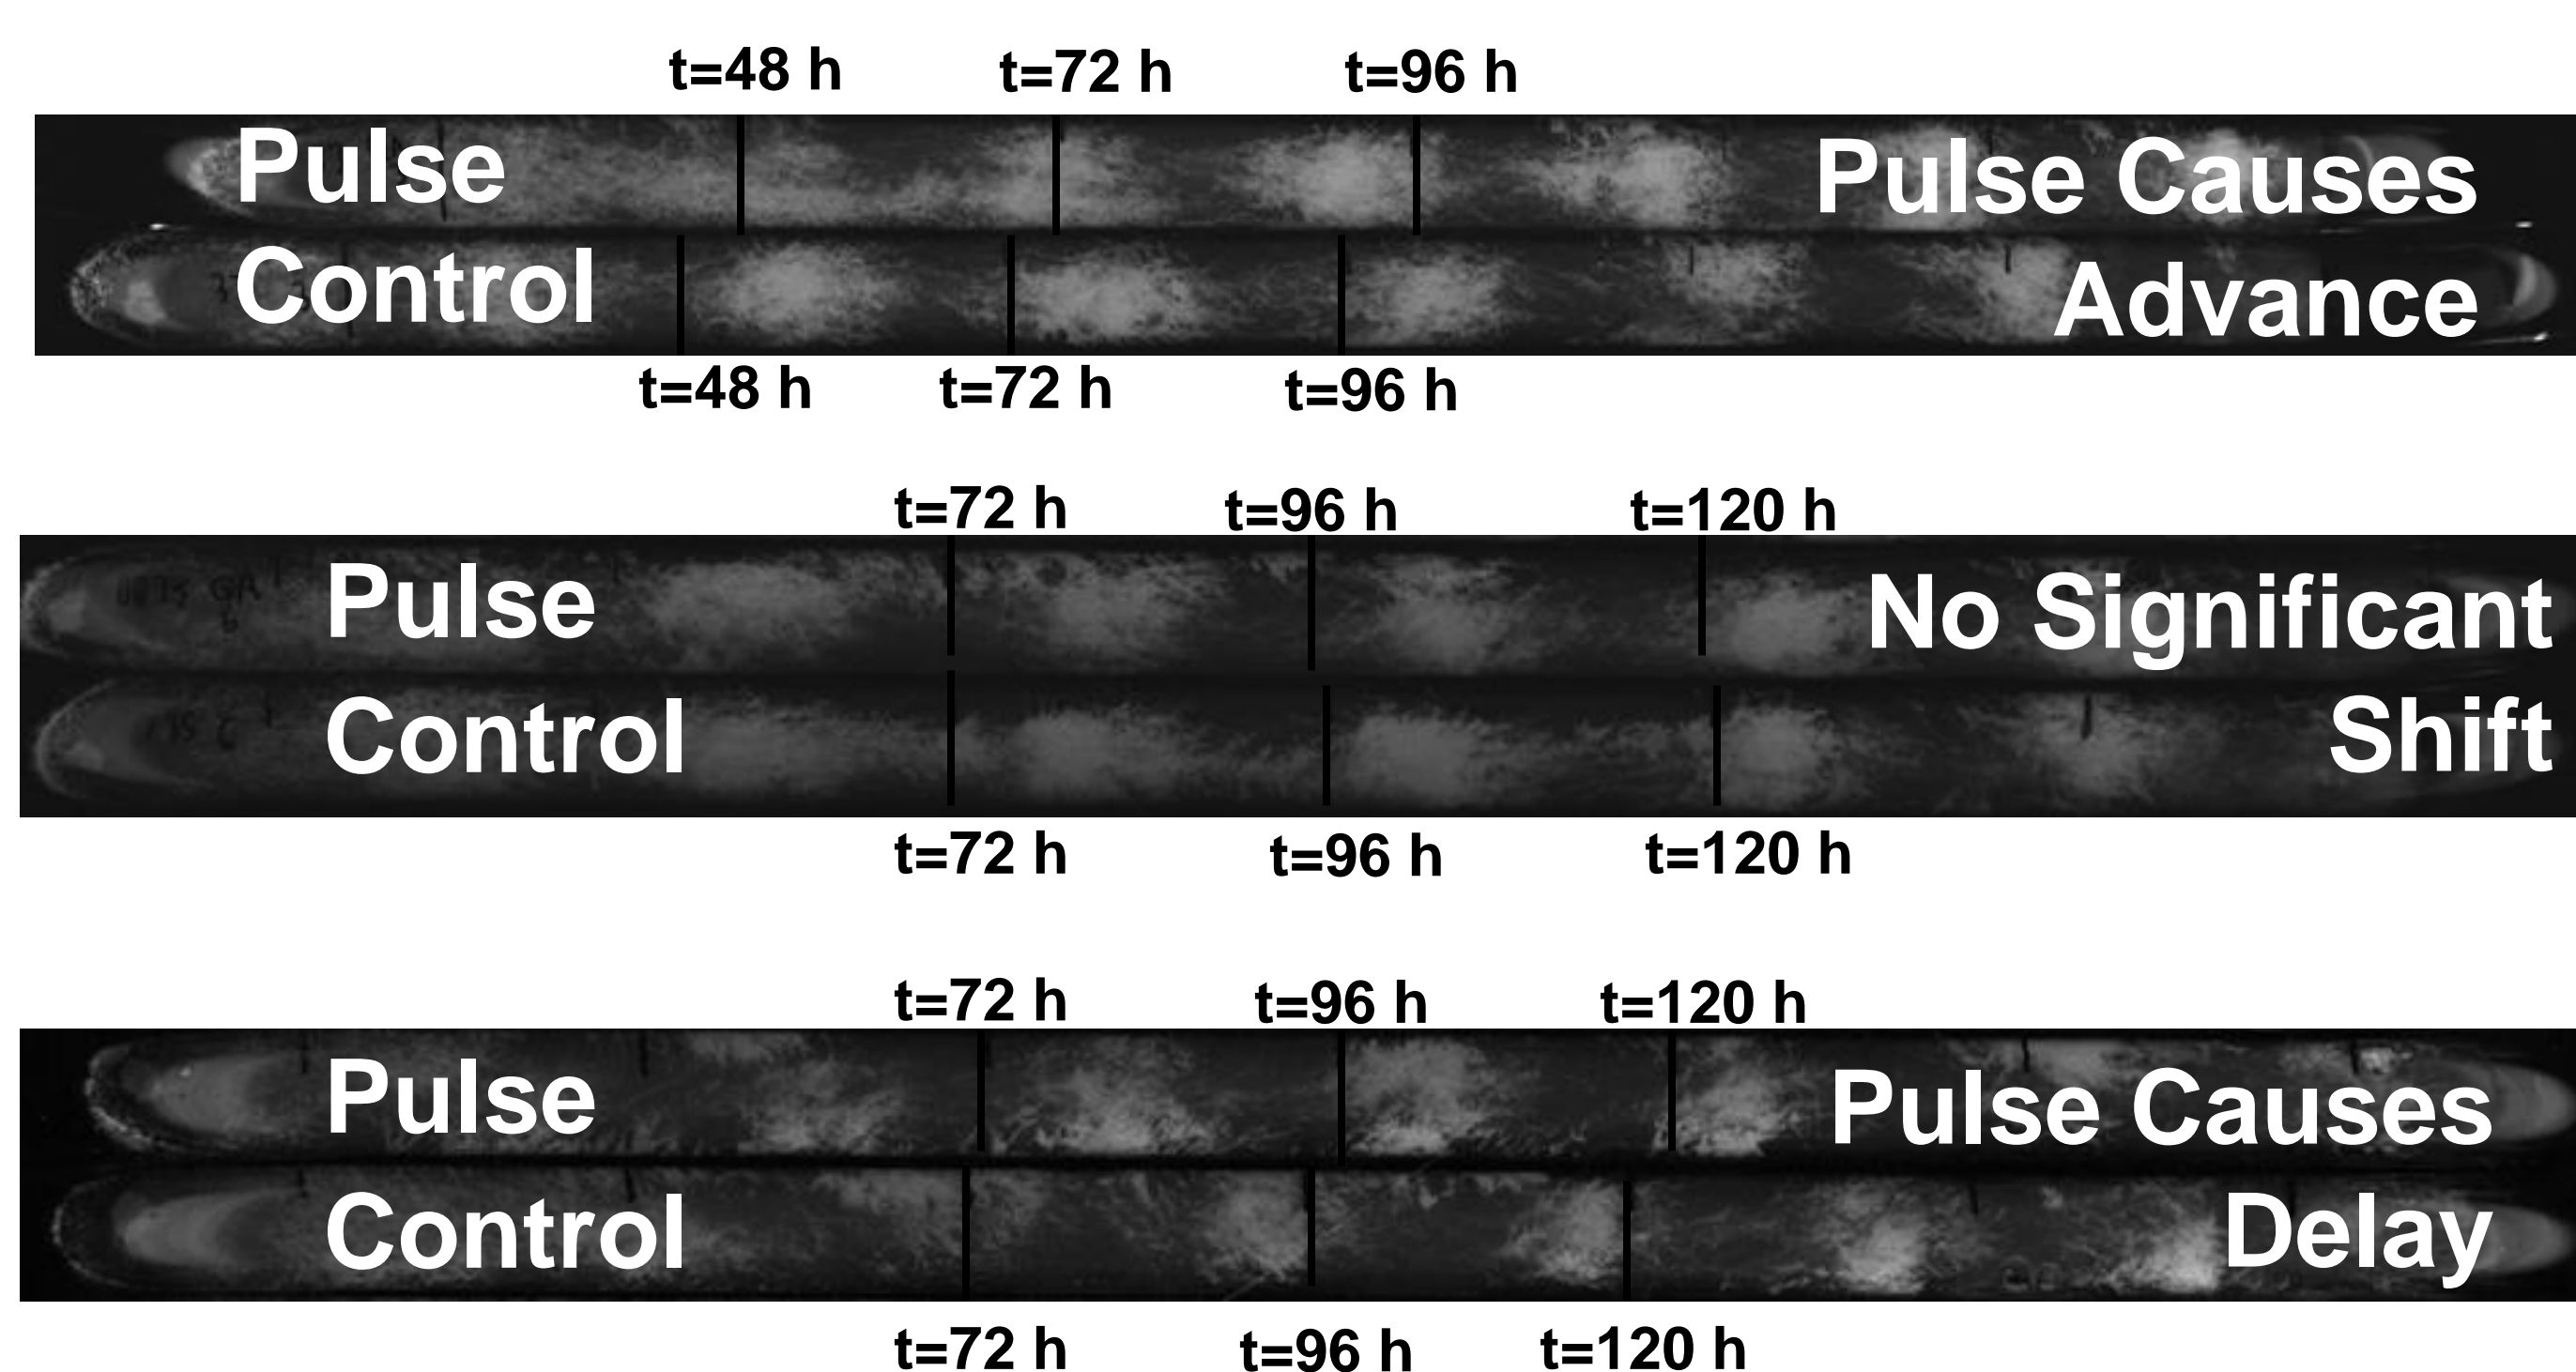 t=48 h t=72 h t=96 h
Pulse Pulse Causes
Control Advance
t=48 h t=72 h t=96 h
t=72 h t=96 h t=120 h
Pulse No Significant
Control Shift
t=72 h t=96 h t=120 h
t=72 h t=96 h t=120 h
Pulse Pulse Causes
Control Delay
t=72 h t=96 h t=120 h